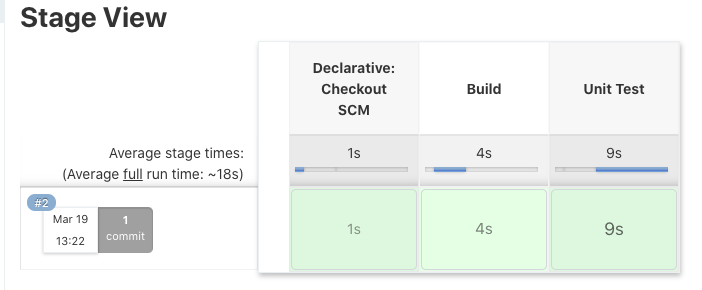 Stage View
Declarative:
Checkout
SCM
Build
Unit Test
Average stage times:
(Average full run time: ~18s)
1s
4s
9s
#2
Mar 19
13:22
1
commit
1s
4s
9s